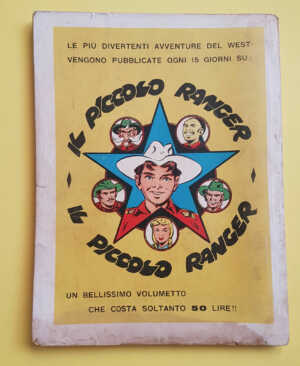 LE PIÙ DIVERTENTI AVVENTURE DEL WEST-
VENGONO PUBBLICATE OGNI 15 GIORNI SU:
IL PICCOLO RANGER
IL PICCOLO RANGER
UN BELLISSIMO VOLUMETTO
CHE COSTA SOLTANTO 50 LIRE!!